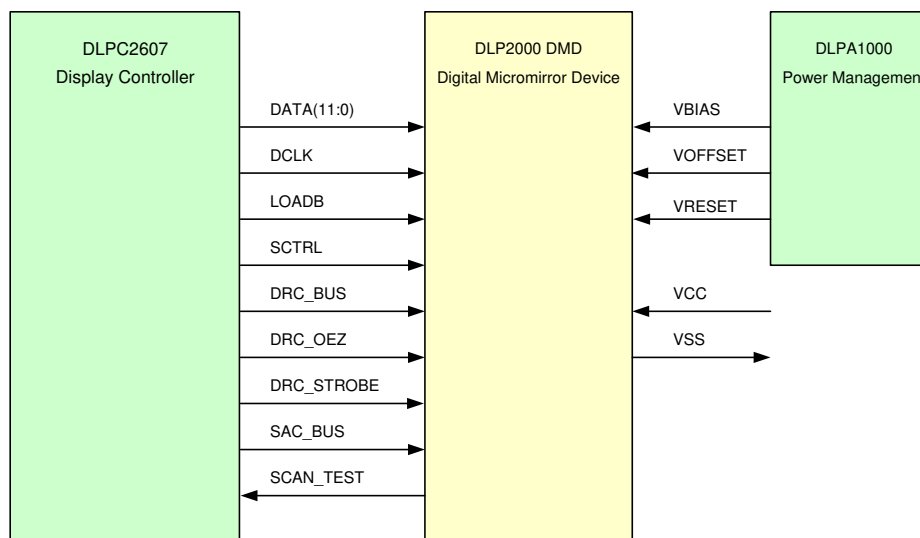 DLPC2607
Display Controller
DLP2000 DMD
Digital Micromirror Device
DLPA1000
Power Management
DATA(11:0)
DCLK
LOADB
SCTRL
DRC_BUS
DRC_OEZ
DRC_STROBE
SAC_BUS
SCAN_TEST
VBIAS
VOFFSET
VRESET
VCC
VSS